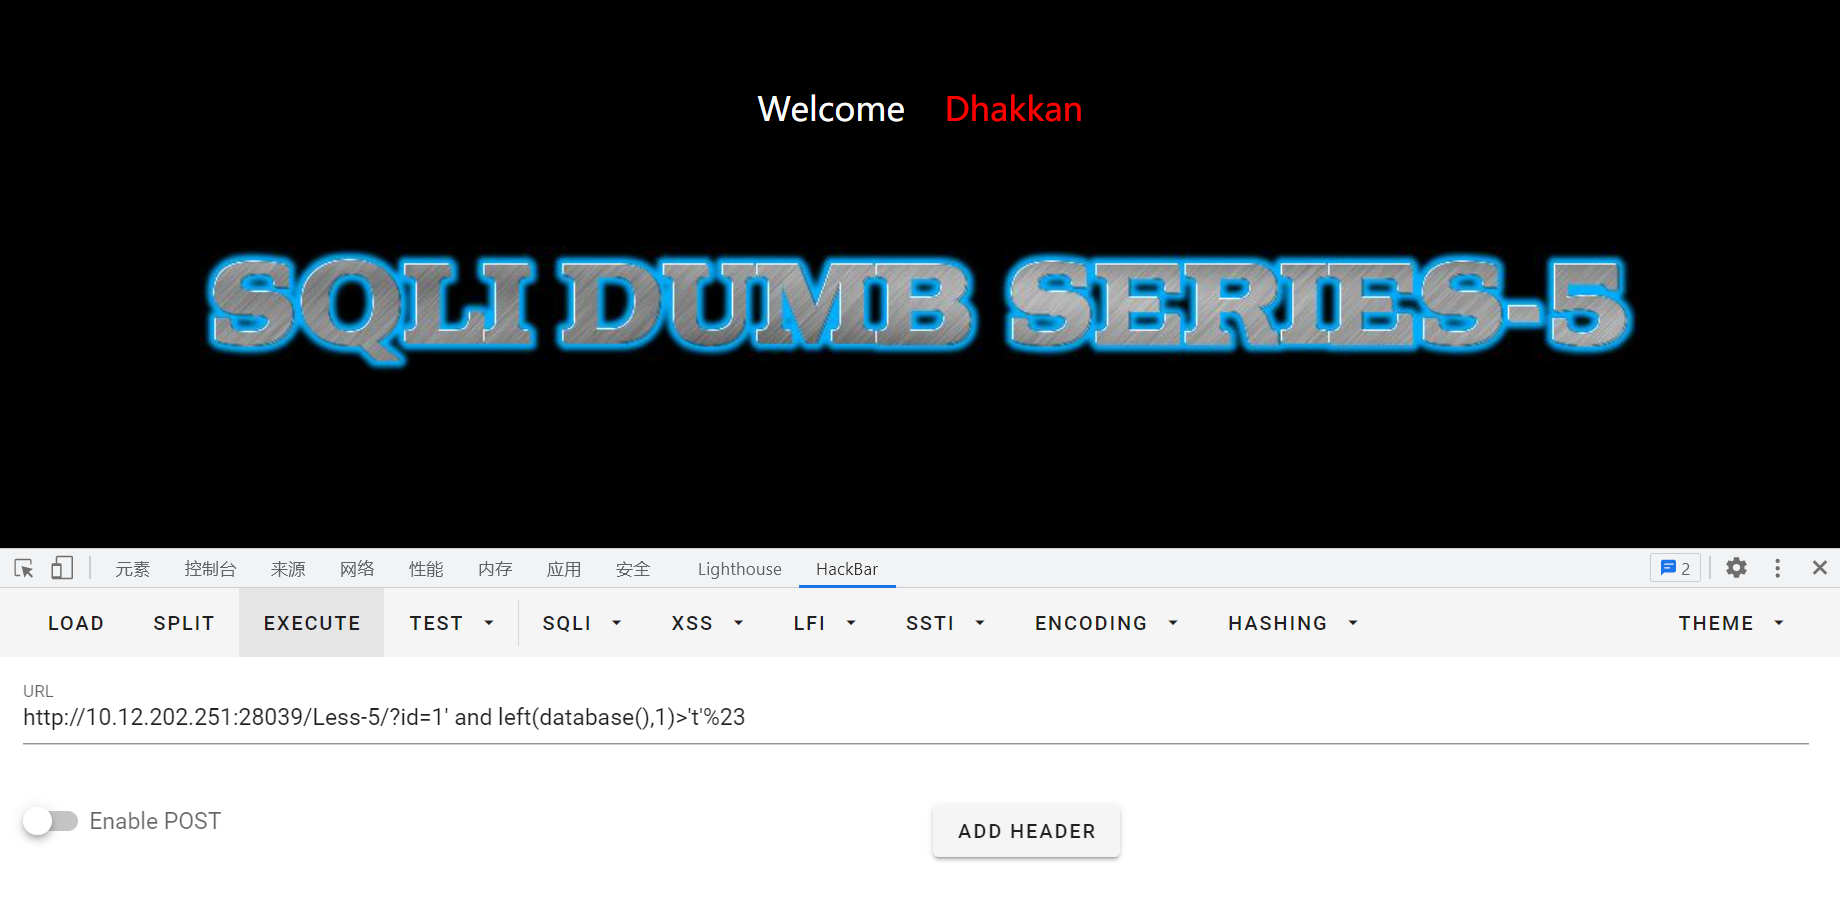 Welcome Dhakkan
SQLI DUMB SERIES-5
元素 控制台 来源 网络 性能 内存 应用 安全 Lighthouse HackBar 2
LOAD SPLIT EXECUTE TEST SQLI XSS LFI SSTI ENCODING HASHING THEME
URL
http://10.12.202.251:28039/Less-5/?id=1' and left(database(),1)>'t'%23
Enable POST ADD HEADER